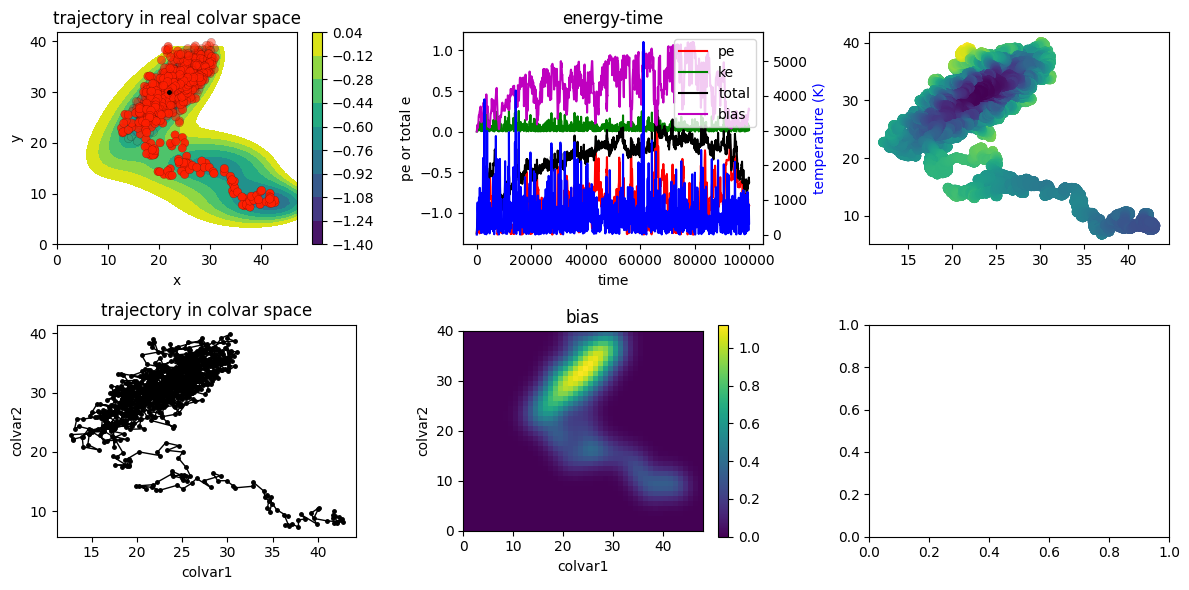 trajectory in real colvar space
40
30
20
10
0
y
0 10 20 30 40
x
0.04
−0.12
−0.28
−0.44
−0.60
−0.76
−0.92
−1.08
−1.24
−1.40
energy-time
1.0
0.5
0.0
−0.5
−1.0
pe or total e
0 20000 40000 60000 80000 100000
time
pe
ke
total
bias
5000
4000
3000
2000
1000
0
temperature (K)
40
30
20
10
15 20 25 30 35 40
trajectory in colvar space
40
30
20
10
colvar2
15 20 25 30 35 40
colvar1
bias
40
30
20
10
0
colvar2
0 10 20 30 40
colvar1
1.0
0.8
0.6
0.4
0.2
0.0
1.0
0.8
0.6
0.4
0.2
0.0
0.0 0.2 0.4 0.6 0.8 1.0